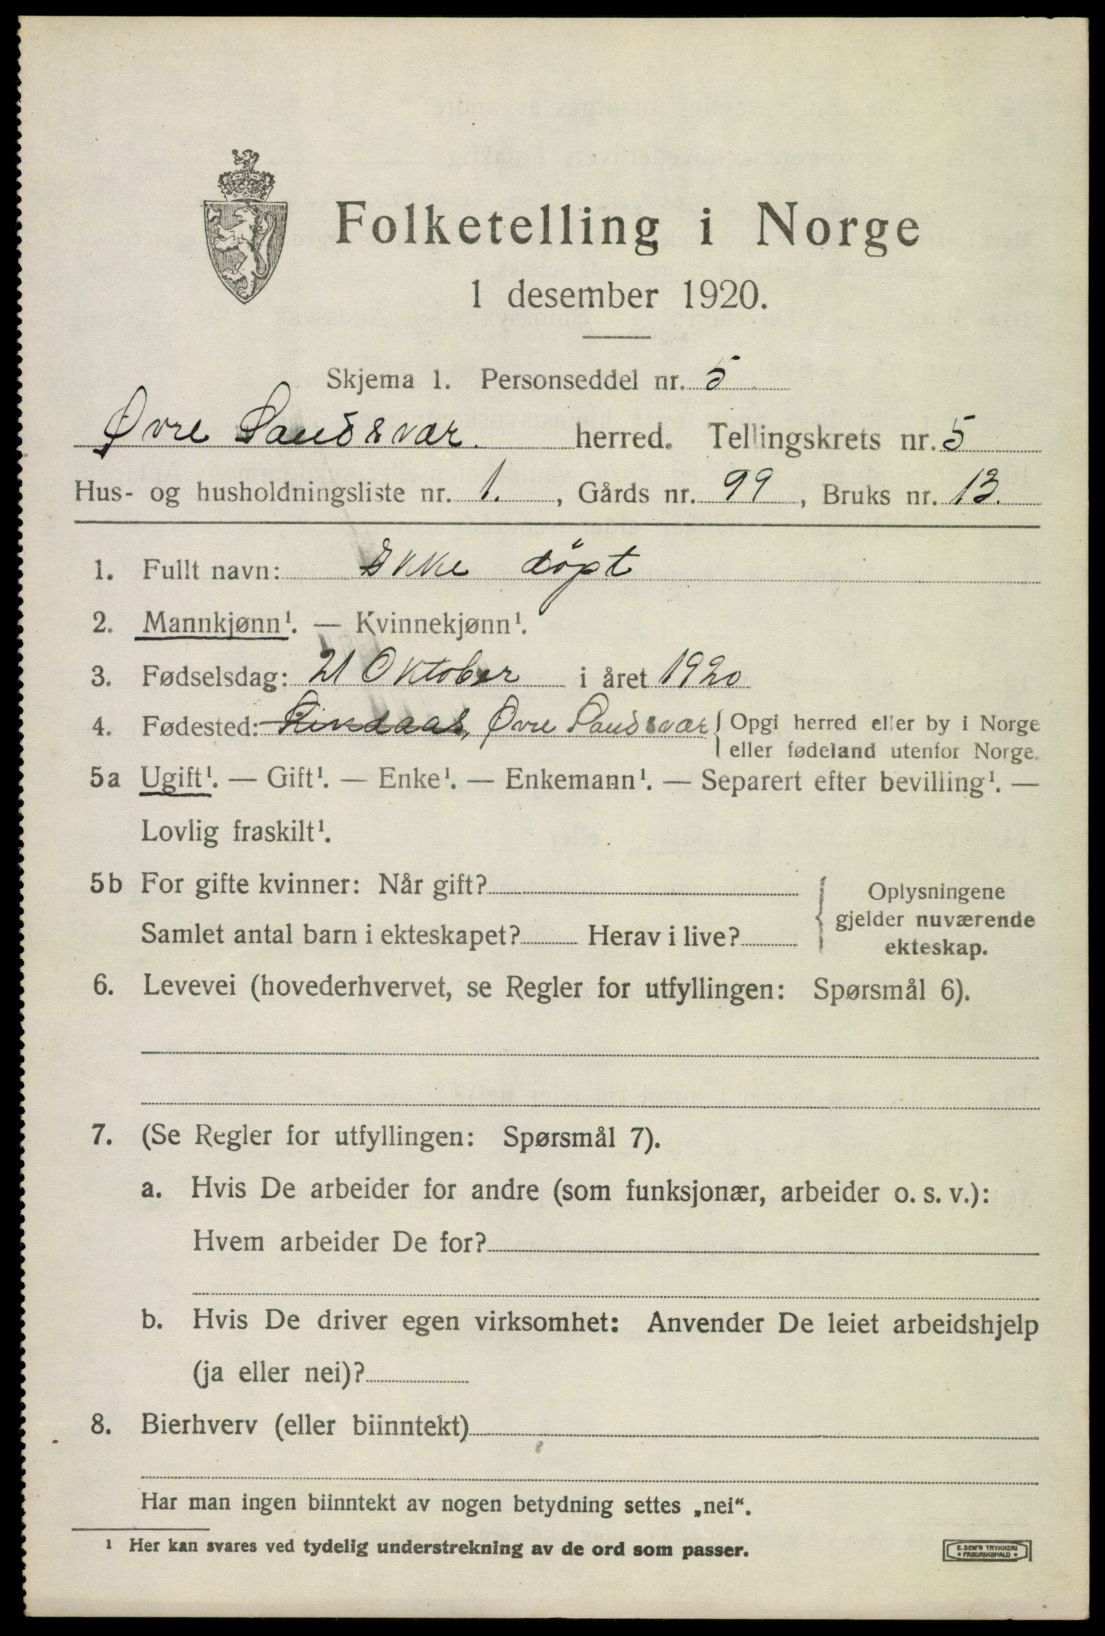 Folketelling i Norge
1 desember 1920.
Skjema 1. Personseddel nr. 5
Øvre Sandsvær. herred. Tellingskrets nr. 5
Hus- og husholdningsliste nr. 1. , Gårds nr. 99 , Bruks nr. 13.
1. Fullt navn: Ikke döpt
2. Mannkjønn¹. — Kvinnekjønn¹.
3. Fødselsdag: 21 Oktober i året 1920
4. Fødested: Lindaas, Øvre Sandsvær { Opgi herred eller by i Norge
eller fødeland utenfor Norge.
5a Ugift¹. — Gift¹. — Enke¹. — Enkemann¹. — Separert efter bevilling¹. —
Lovlig fraskilt¹.
5b For gifte kvinner: Når gift?
Samlet antal barn i ekteskapet? Herav i live?
{ Oplysningene
gjelder nuværende
ekteskap.
6. Levevei (hovederhvervet, se Regler for utfyllingen: Spørsmål 6).
7. (Se Regler for utfyllingen: Spørsmål 7).
a. Hvis De arbeider for andre (som funksjonær, arbeider o. s. v.):
Hvem arbeider De for?
b. Hvis De driver egen virksomhet: Anvender De leiet arbeidshjelp
(ja eller nei)?
8. Bierhverv (eller biinntekt)
Har man ingen biinntekt av nogen betydning settes „nei“.
¹ Her kan svares ved tydelig understrekning av de ord som passer.
E. SEM'S TRYKKERI
• FREDRIKSHALD •